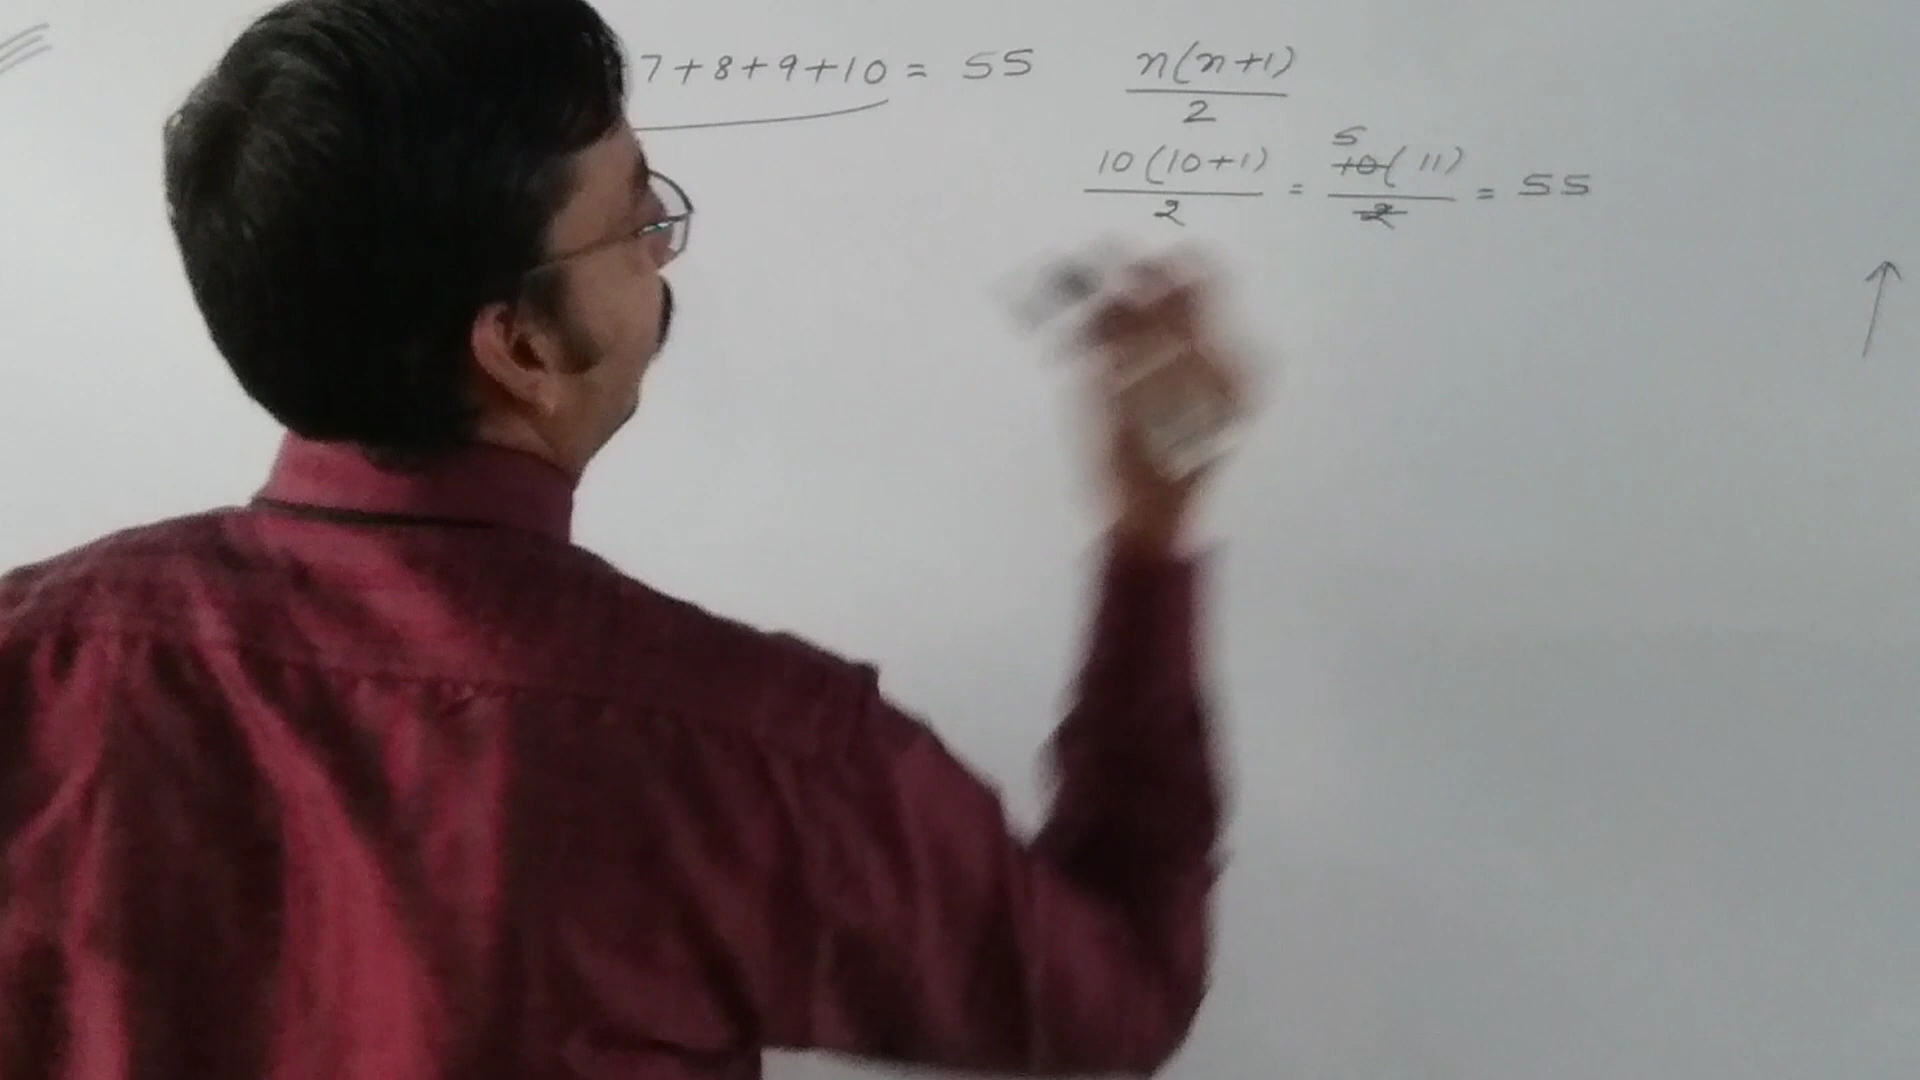 7+8+9+10 = 55
n(n+1)
2
5
10(10+1) = 10(11) = 55
2 2